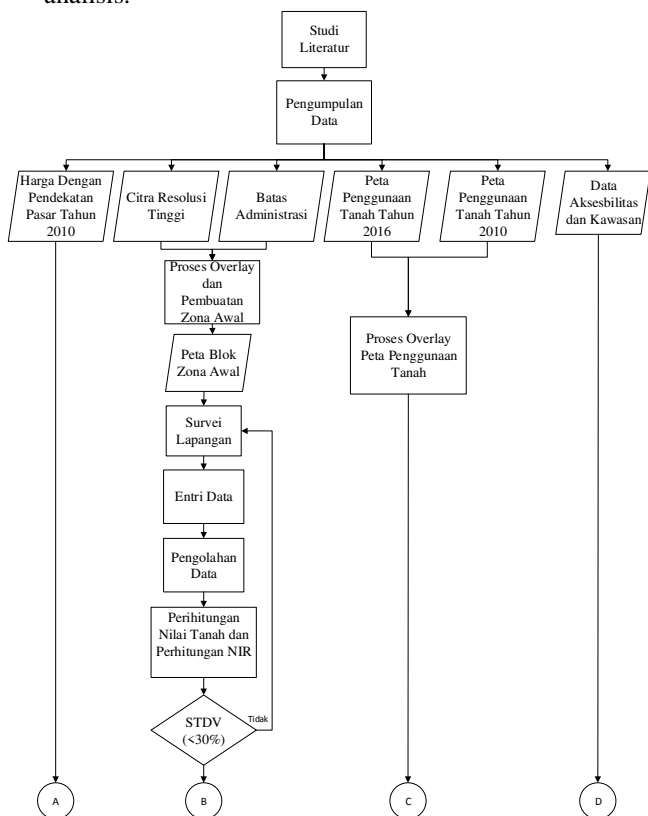 analisis.
Studi
Literatur
Pengumpulan
Data
Harga Dengan
Pendekatan
Pasar Tahun
2010
Citra Resolusi
Tinggi
Batas
Administrasi
Peta
Penggunaan
Tanah Tahun
2016
Peta
Penggunaan
Tanah Tahun
2010
Data
Aksesbilitas
dan Kawasan
Proses Overlay
dan
Pembuatan
Zona Awal
Proses Overlay
Peta Penggunaan
Tanah
Peta Blok
Zona Awal
Survei
Lapangan
Entri Data
Pengolahan
Data
Perihitungan
Nilai Tanah dan
Perhitungan NIR
STDV
(<30%)
Tidak
A
B
C
D